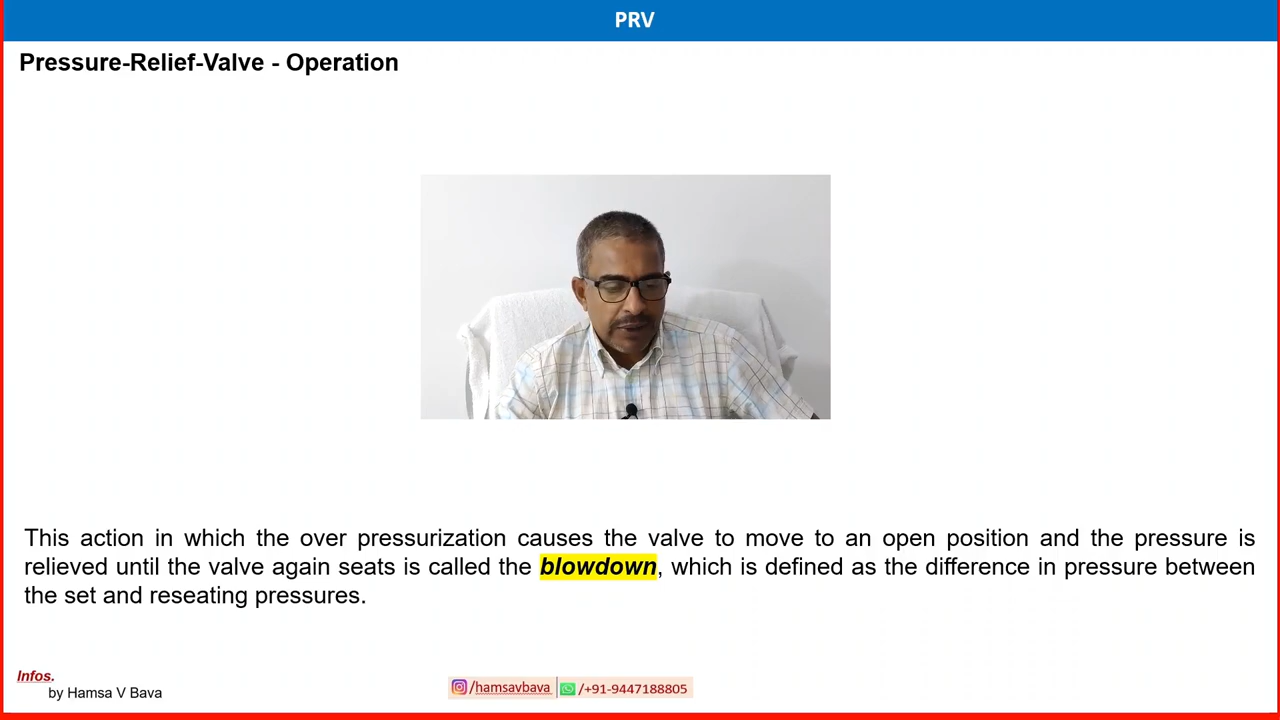 PRV
Pressure-Relief-Valve - Operation
This action in which the over pressurization causes the valve to move to an open position and the pressure is
relieved until the valve again seats is called the blowdown, which is defined as the difference in pressure between
the set and reseating pressures.
Infos.
by Hamsa V Bava
/hamsavbava
/+91-9447188805